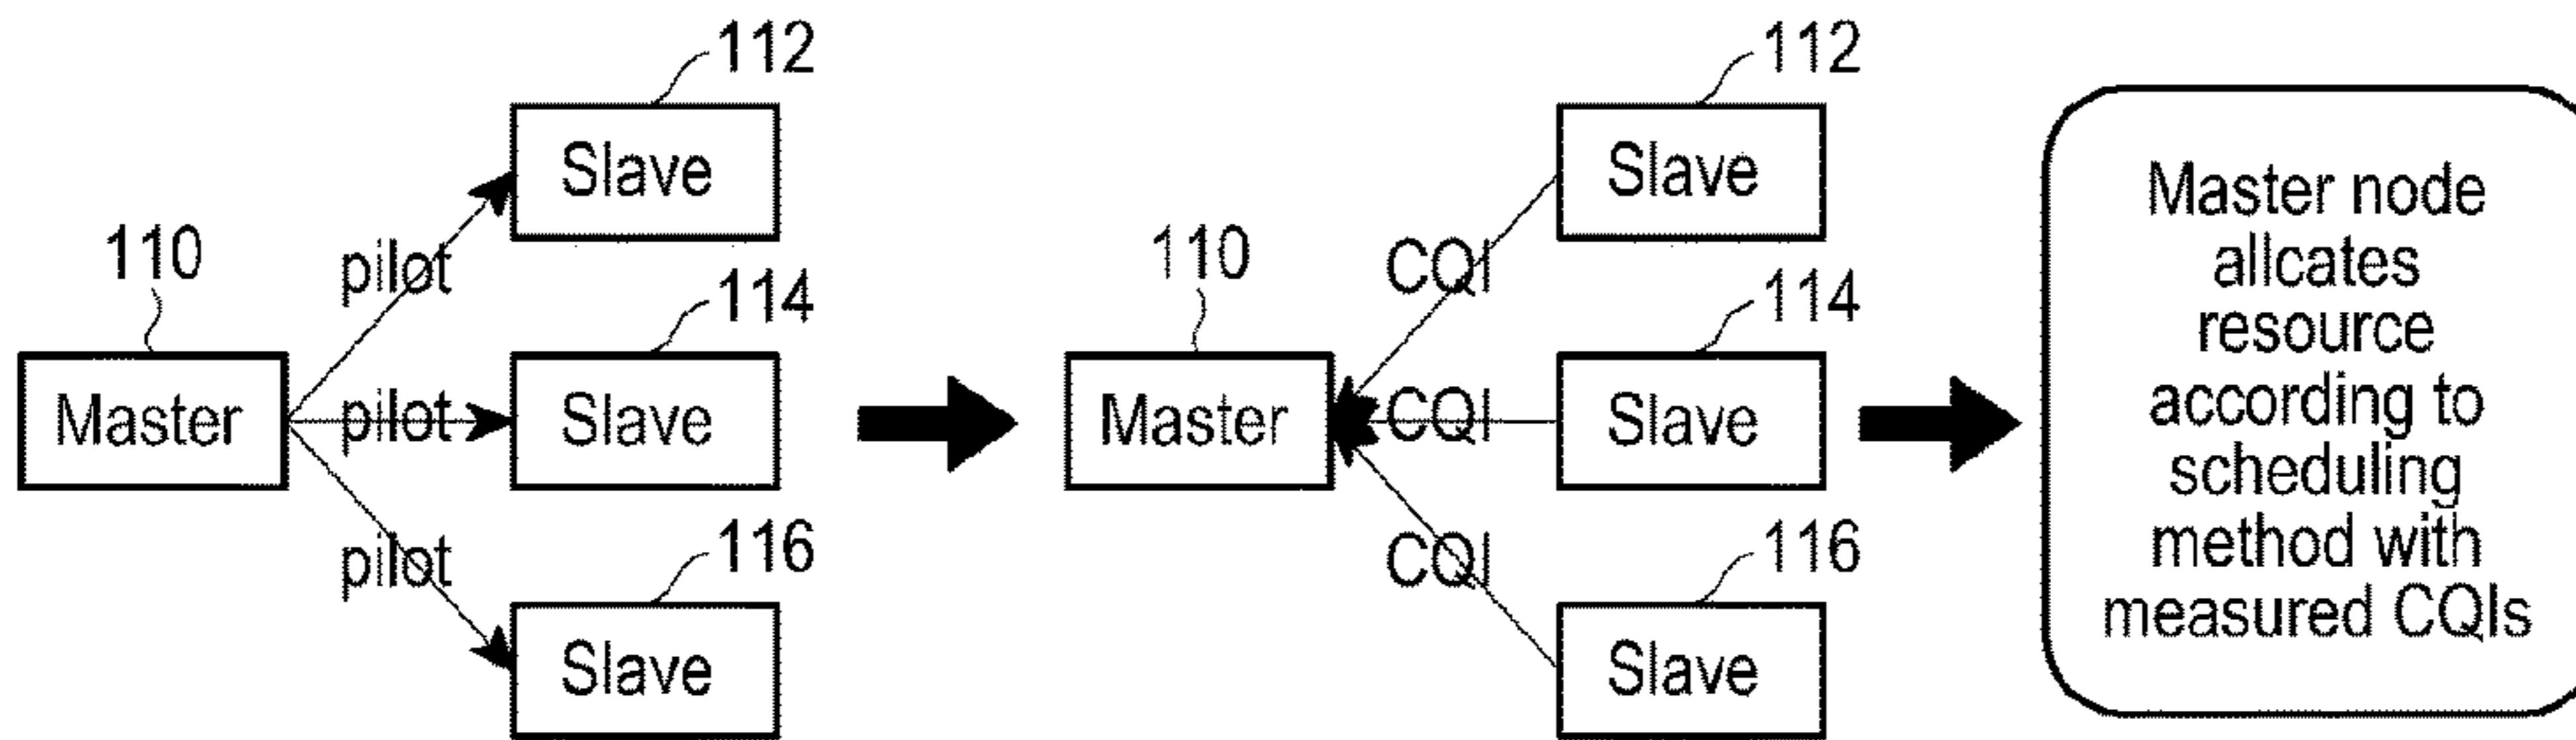 112
Slave
110
pilot
Master
114
pilot
Slave
116
pilot
Slave
112
Slave
110
CQI
Master
114
CQI
Slave
116
CQI
Slave
Master node
allcates
resource
according to
scheduling
method with
measured CQIs